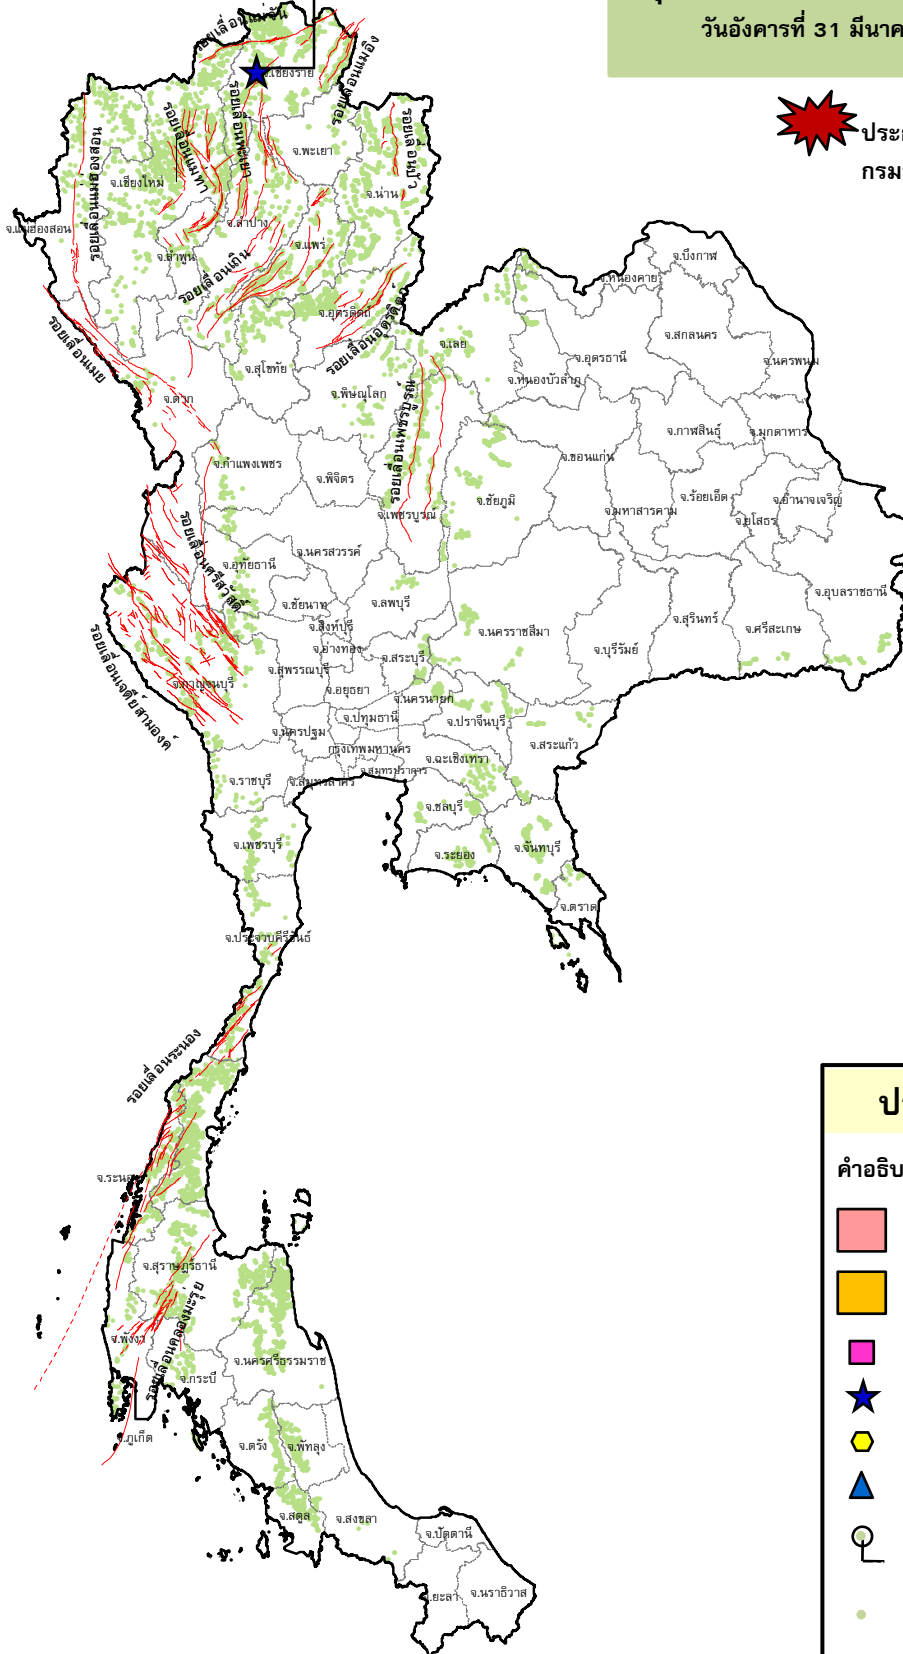 วันอังคารที่ 31 มีนาค
ประ
กรม
รอยเลื่อนแม่จัน
จ.เชียงราย
รอยเลื่อนแม่อิง
รอยเลื่อนแม่ฮ่องสอน
รอยเลื่อนแม่ทา
รอยเลื่อนพะเยา
รอยเลื่อนปัว
จ.พะเยา
จ.เชียงใหม่
จ.น่าน
จ.แม่ฮ่องสอน
จ.ลำปาง
จ.แพร่
จ.ลำพูน
รอยเลื่อนเถิน
จ.อุตรดิตถ์
รอยเลื่อนอุตรดิตถ์
รอยเลื่อนเมย
จ.บึงกาฬ
จ.หนองคาย
จ.สกลนคร
จ.เลย
จ.อุดรธานี
จ.นครพนม
จ.สุโขทัย
จ.หนองบัวลำภู
จ.ตาก
จ.พิษณุโลก
รอยเลื่อนเพชรบูรณ์
จ.กาฬสินธุ์
จ.มุกดาหาร
จ.กำแพงเพชร
จ.ขอนแก่น
จ.พิจิตร
จ.ชัยภูมิ
จ.ร้อยเอ็ด
จ.อำนาจเจริญ
จ.เพชรบูรณ์
จ.มหาสารคาม
จ.ยโสธร
รอยเลื่อนศรีสวัสดิ์
จ.นครสวรรค์
จ.อุทัยธานี
จ.อุบลราชธานี
จ.ชัยนาท
จ.ลพบุรี
จ.สิงห์บุรี
จ.นครราชสีมา
จ.สุรินทร์
จ.ศรีสะเกษ
จ.อ่างทอง
จ.สระบุรี
จ.บุรีรัมย์
รอยเลื่อนเจดีย์สามองค์
จ.สุพรรณบุรี
จ.กาญจนบุรี
จ.อยุธยา
จ.นครนายก
จ.ปทุมธานี
จ.ปราจีนบุรี
จ.นครปฐม
กรุงเทพมหานคร
จ.สระแก้ว
จ.ฉะเชิงเทรา
จ.สมุทรปราการ
จ.ราชบุรี
จ.สมุทรสาคร
จ.ชลบุรี
จ.เพชรบุรี
จ.ระยอง
จ.จันทบุรี
จ.ตราด
จ.ประจวบคีรีขันธ์
รอยเลื่อนระนอง
ป
คำอธิบ
จ.ระนอง
จ.สุราษฎร์ธานี
รอยเลื่อนคลองมะรุ่ย
จ.พังงา
จ.นครศรีธรรมราช
จ.กระบี่
จ.ภูเก็ต
จ.ตรัง
จ.พัทลุง
จ.สตูล
จ.สงขลา
จ.ปัตตานี
จ.ยะลา
จ.นราธิวาส